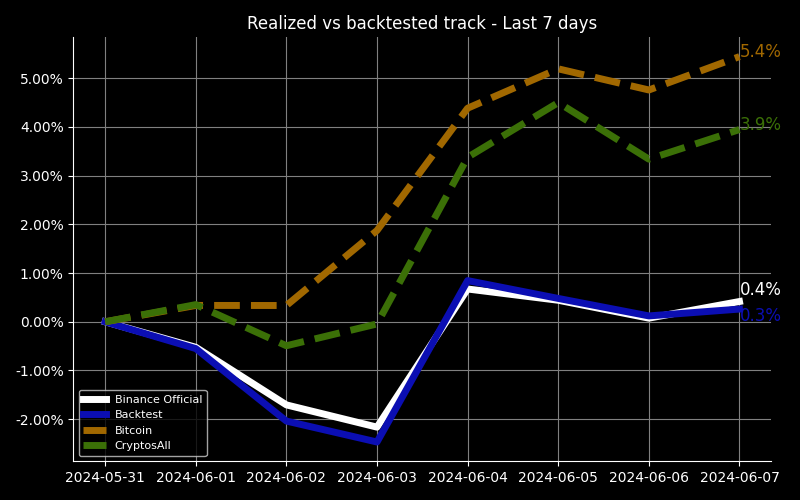 Realized vs backtested track - Last 7 days
5.4%
5.00%
4.00%
3.9%
3.00%
2.00%
1.00%
0.4%
0.00%
0.3%
-1.00%
-2.00%
Binance Official
Backtest
Bitcoin
CryptosAll
2024-05-31 2024-06-01 2024-06-02 2024-06-03 2024-06-04 2024-06-05 2024-06-06 2024-06-07